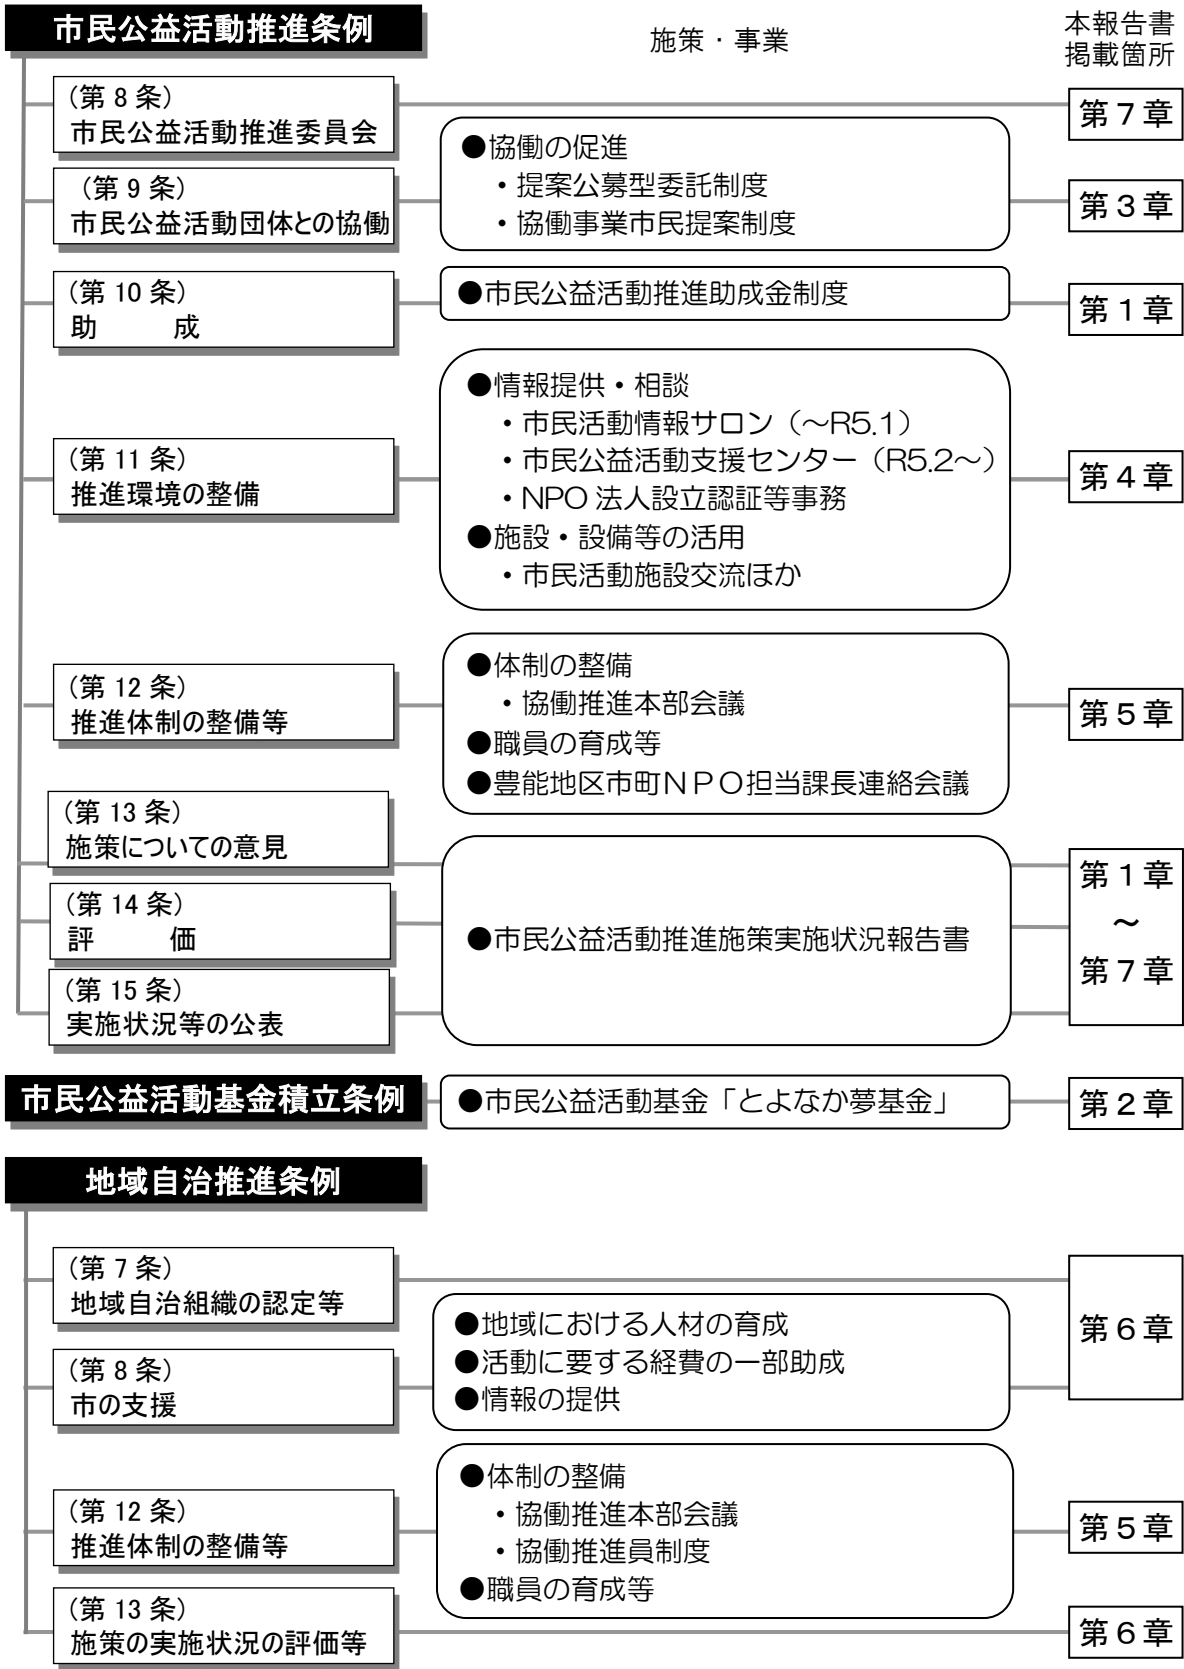 市民公益活動推進条例
施策・事業
本報告書
掲載箇所
(第 8 条)
市民公益活動推進委員会
第7章
(第 9 条)
市民公益活動団体との協働
●協働の促進
・提案公募型委託制度
・協働事業市民提案制度
第3章
(第 10 条)
助　　　成
●市民公益活動推進助成金制度
第1章
(第 11 条)
推進環境の整備
●情報提供・相談
・市民活動情報サロン（～R5.1）
・市民公益活動支援センター（R5.2～）
・NPO 法人設立認証等事務
●施設・設備等の活用
・市民活動施設交流ほか
第4章
(第 12 条)
推進体制の整備等
●体制の整備
・協働推進本部会議
●職員の育成等
●豊能地区市町ＮＰＯ担当課長連絡会議
第5章
(第 13 条)
施策についての意見
(第 14 条)
評　　　価
(第 15 条)
実施状況等の公表
●市民公益活動推進施策実施状況報告書
第1章
～
第7章
市民公益活動基金積立条例
●市民公益活動基金「とよなか夢基金」
第2章
地域自治推進条例
(第 7 条)
地域自治組織の認定等
(第 8 条)
市の支援
●地域における人材の育成
●活動に要する経費の一部助成
●情報の提供
第6章
(第 12 条)
推進体制の整備等
●体制の整備
・協働推進本部会議
・協働推進員制度
●職員の育成等
第5章
(第 13 条)
施策の実施状況の評価等
第6章